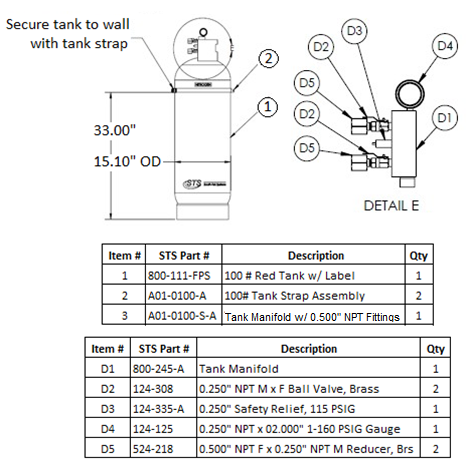 Secure tank to wall
with tank strap
2
1
33.00"
15.10" OD
STS
D3
D2
D4
D5
D2
D1
D5
DETAIL E
Item # STS Part # Description Qty
1 800-111-FPS 100 # Red Tank w/ Label 1
2 A01-0100-A 100# Tank Strap Assembly 2
3 A01-0100-S-A Tank Manifold w/ 0.500" NPT Fittings 1
Item # STS Part # Description Qty
D1 800-245-A Tank Manifold 1
D2 124-308 0.250" NPT M x F Ball Valve, Brass 2
D3 124-335-A 0.250" Safety Relief, 115 PSIG 1
D4 124-125 0.250" NPT x 02.000" 1-160 PSIG Gauge 1
D5 524-218 0.500" NPT F x 0.250" NPT M Reducer, Brs 2